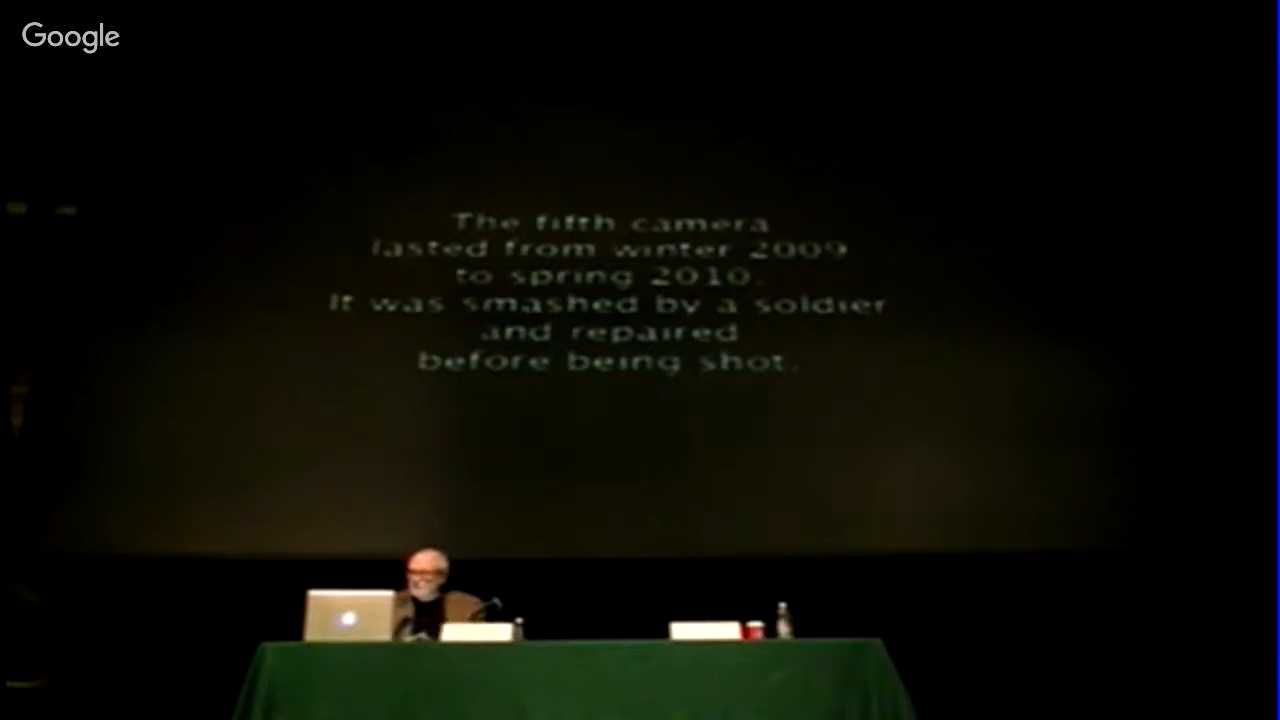 Google
The fifth camera
lasted from winter 2009
to spring 2010.
It was smashed by a soldier
and repaired
before being shot.